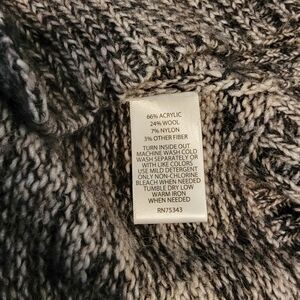 66% ACRYLIC
24% WOOL
7% NYLON
3% OTHER FIBER
TURN INSIDE OUT
MACHINE WASH COLD
WASH SEPARATELY OR
WITH LIKE COLORS
USE MILD DETERGENT
ONLY NON-CHLORINE
BLEACH WHEN NEEDED
TUMBLE DRY LOW
WARM IRON
WHEN NEEDED
RN75343